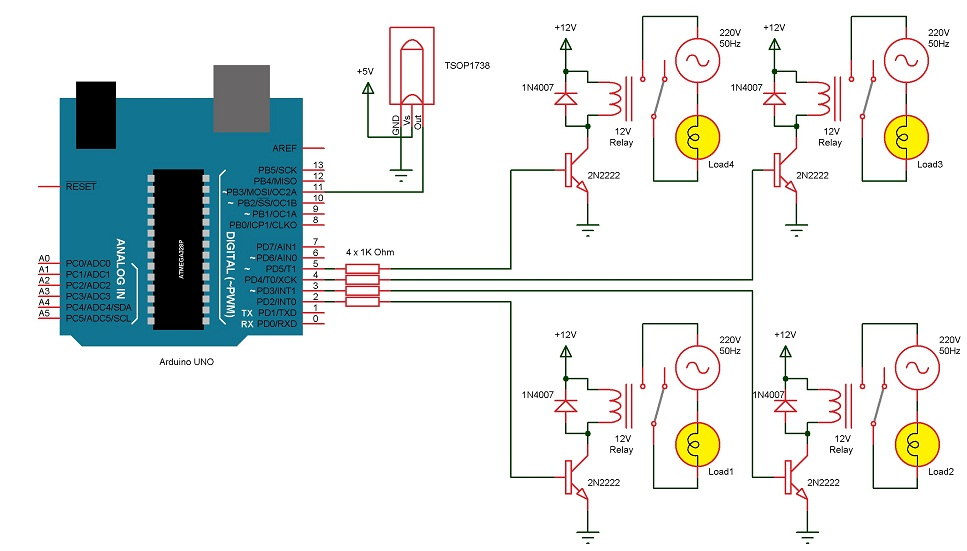 +5V
TSOP1738
GND
Vs
Out
Arduino UNO
ATMEGA328P
ANALOG IN
DIGITAL (~PWM)
RESET
AREF
PB5/SCK 13
PB4/MISO 12
~PB3/MOSI/OC2A 11
~ PB2/SS/OC1B 10
~ PB1/OC1A 9
PB0/ICP1/CLKO 8
PD7/AIN1 7
~ PD6/AIN0 6
~ PD5/T1 5
PD4/T0/XCK 4
~ PD3/INT1 3
PD2/INT0 2
TX PD1/TXD 1
RX PD0/RXD 0
A0 PC0/ADC0
A1 PC1/ADC1
A2 PC2/ADC2
A3 PC3/ADC3
A4 PC4/ADC4/SDA
A5 PC5/ADC5/SCL
4 x 1K Ohm
+12V
1N4007
12V
Relay
2N2222
220V
50Hz
Load4
+12V
1N4007
12V
Relay
2N2222
220V
50Hz
Load3
+12V
1N4007
12V
Relay
2N2222
220V
50Hz
Load1
+12V
1N4007
12V
Relay
2N2222
220V
50Hz
Load2